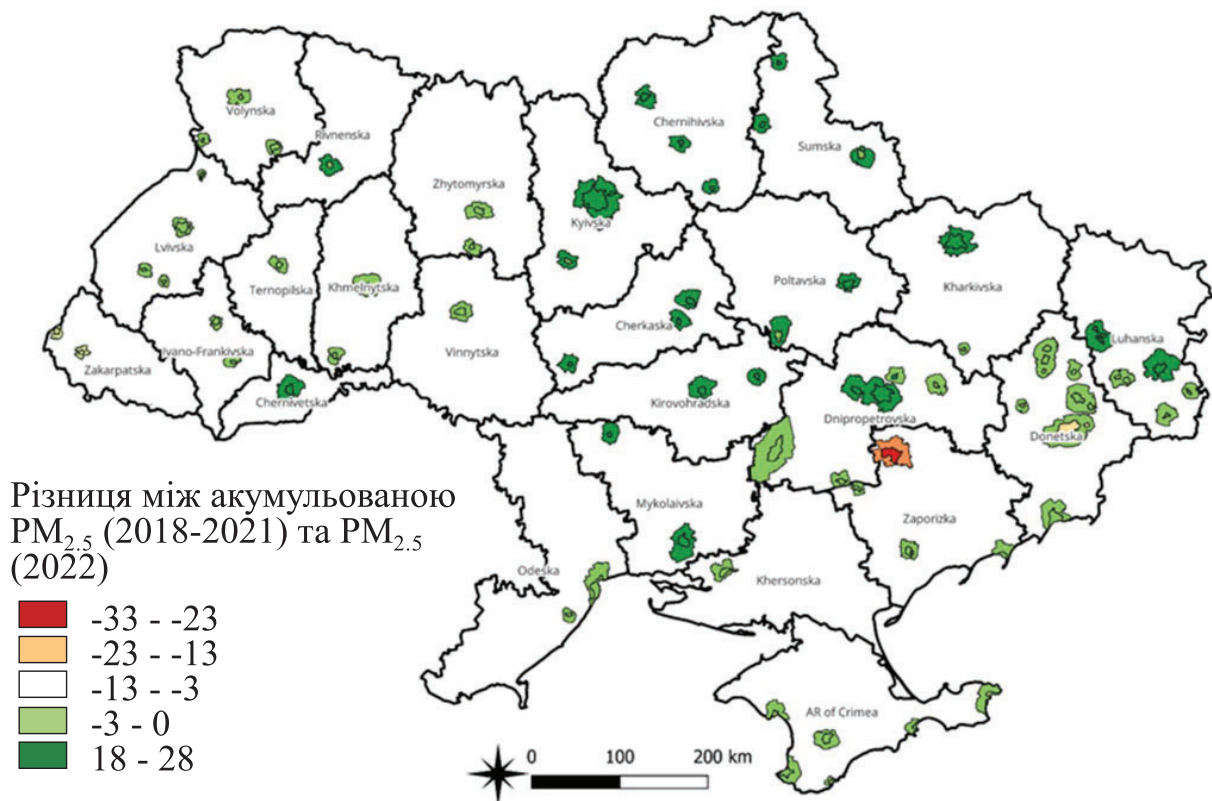 Volynska
Rivnenska
Chernihivska
Sumska
Zhytomyrska
Kyivska
Lvivska
Ternopilska
Khmelnytska
Poltavska
Kharkivska
Cherkaska
Luhanska
Ivano-Frankivska
Zakarpatska
Vinnytska
Chernivetska
Kirovohradska
Dnipropetrovska
Donetska
Mykolaivska
Zaporizka
Odeska
Khersonska
AR of Crimea
Різниця між акумульованою
PM2.5 (2018-2021) та PM2.5
(2022)
-33 - -23
-23 - -13
-13 - -3
-3 - 0
18 - 28
0 100 200 km